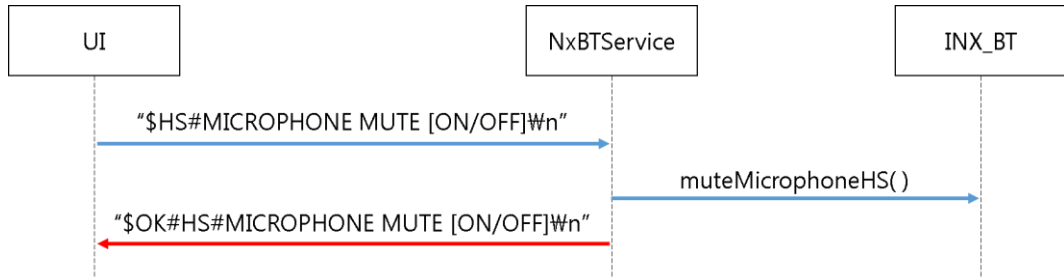 UI
NxBTService
INX_BT
“$HS#MICROPHONE MUTE [ON/OFF]₩n”
muteMicrophoneHS( )
“$OK#HS#MICROPHONE MUTE [ON/OFF]₩n”